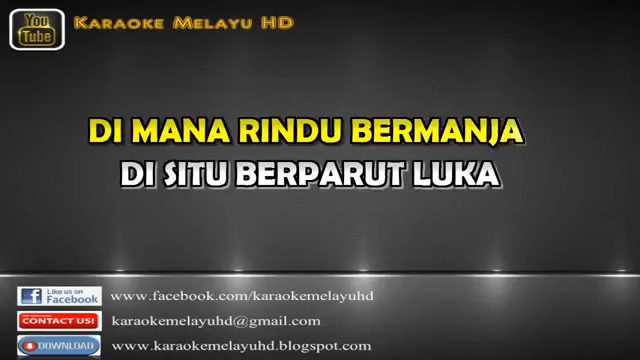 You
Tube
KARAOKE MELAYU HD
DI MANA RINDU BERMANJA
DI SITU BERPARUT LUKA
Like us on
Facebook
www.facebook.com/karaokemelayuhd
CONTACT US!
karaokemelayuhd@gmail.com
DOWNLOAD
www.karaokemelayuhd.blogspot.com